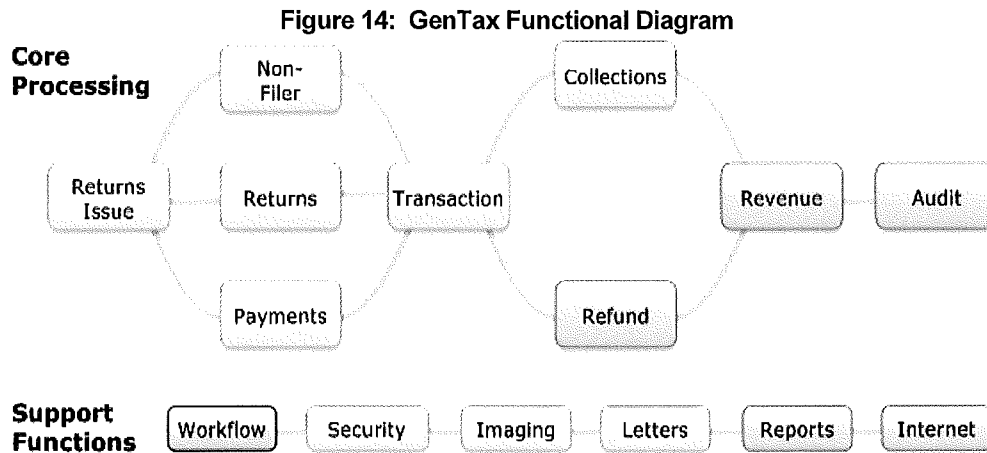 Figure 14: GenTax Functional Diagram
Core
Processing
Non-
Filer
Collections
Returns
Issue
Returns
Transaction
Revenue
Audit
Payments
Refund
Support
Functions
Workflow
Security
Imaging
Letters
Reports
Internet